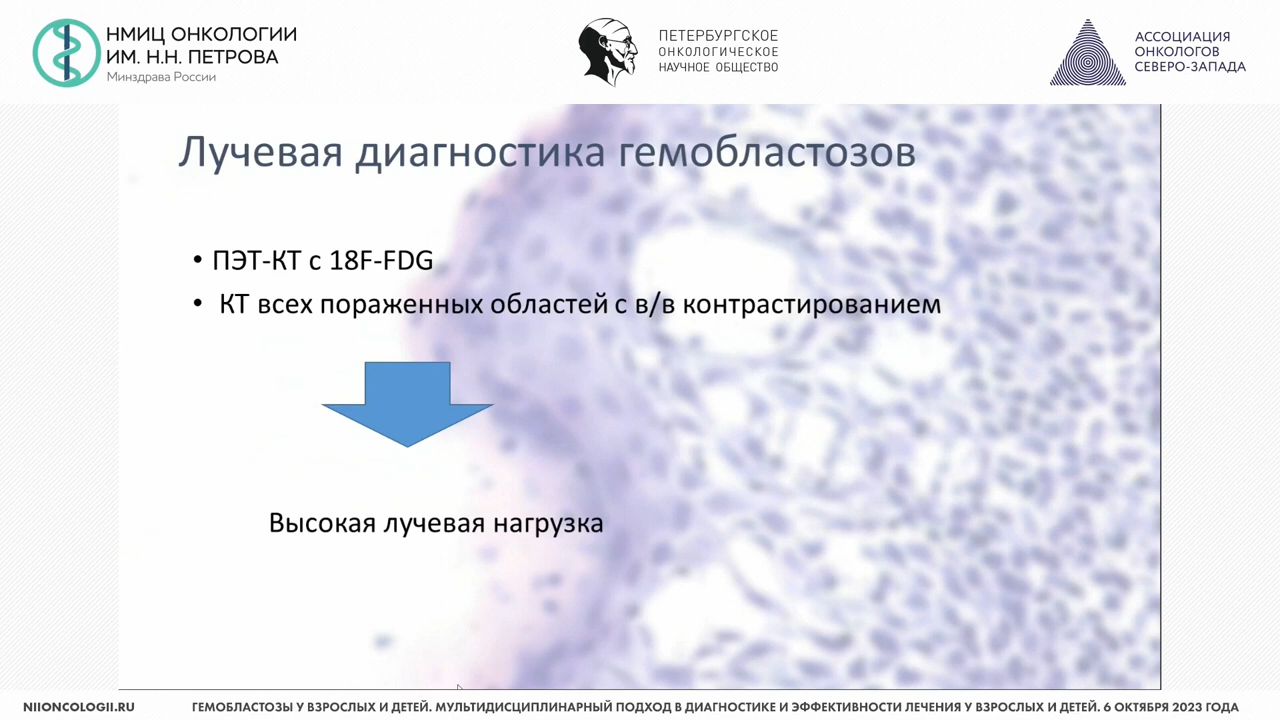 НМИЦ ОНКОЛОГИИ
ИМ. Н.Н. ПЕТРОВА
Минздрава России
ПЕТЕРБУРГСКОЕ
ОНКОЛОГИЧЕСКОЕ
НАУЧНОЕ ОБЩЕСТВО
АССОЦИАЦИЯ
ОНКОЛОГОВ
СЕВЕРО-ЗАПАДА
Лучевая диагностика гемобластозов
• ПЭТ-КТ с 18F-FDG
• КТ всех пораженных областей с в/в контрастированием
Высокая лучевая нагрузка
NIIONCOLOGII.RU
ГЕМОБЛАСТОЗЫ У ВЗРОСЛЫХ И ДЕТЕЙ. МУЛЬТИДИСЦИПЛИНАРНЫЙ ПОДХОД В ДИАГНОСТИКЕ И ЭФФЕКТИВНОСТИ ЛЕЧЕНИЯ У ВЗРОСЛЫХ И ДЕТЕЙ. 6 ОКТЯБРЯ 2023 ГОДА